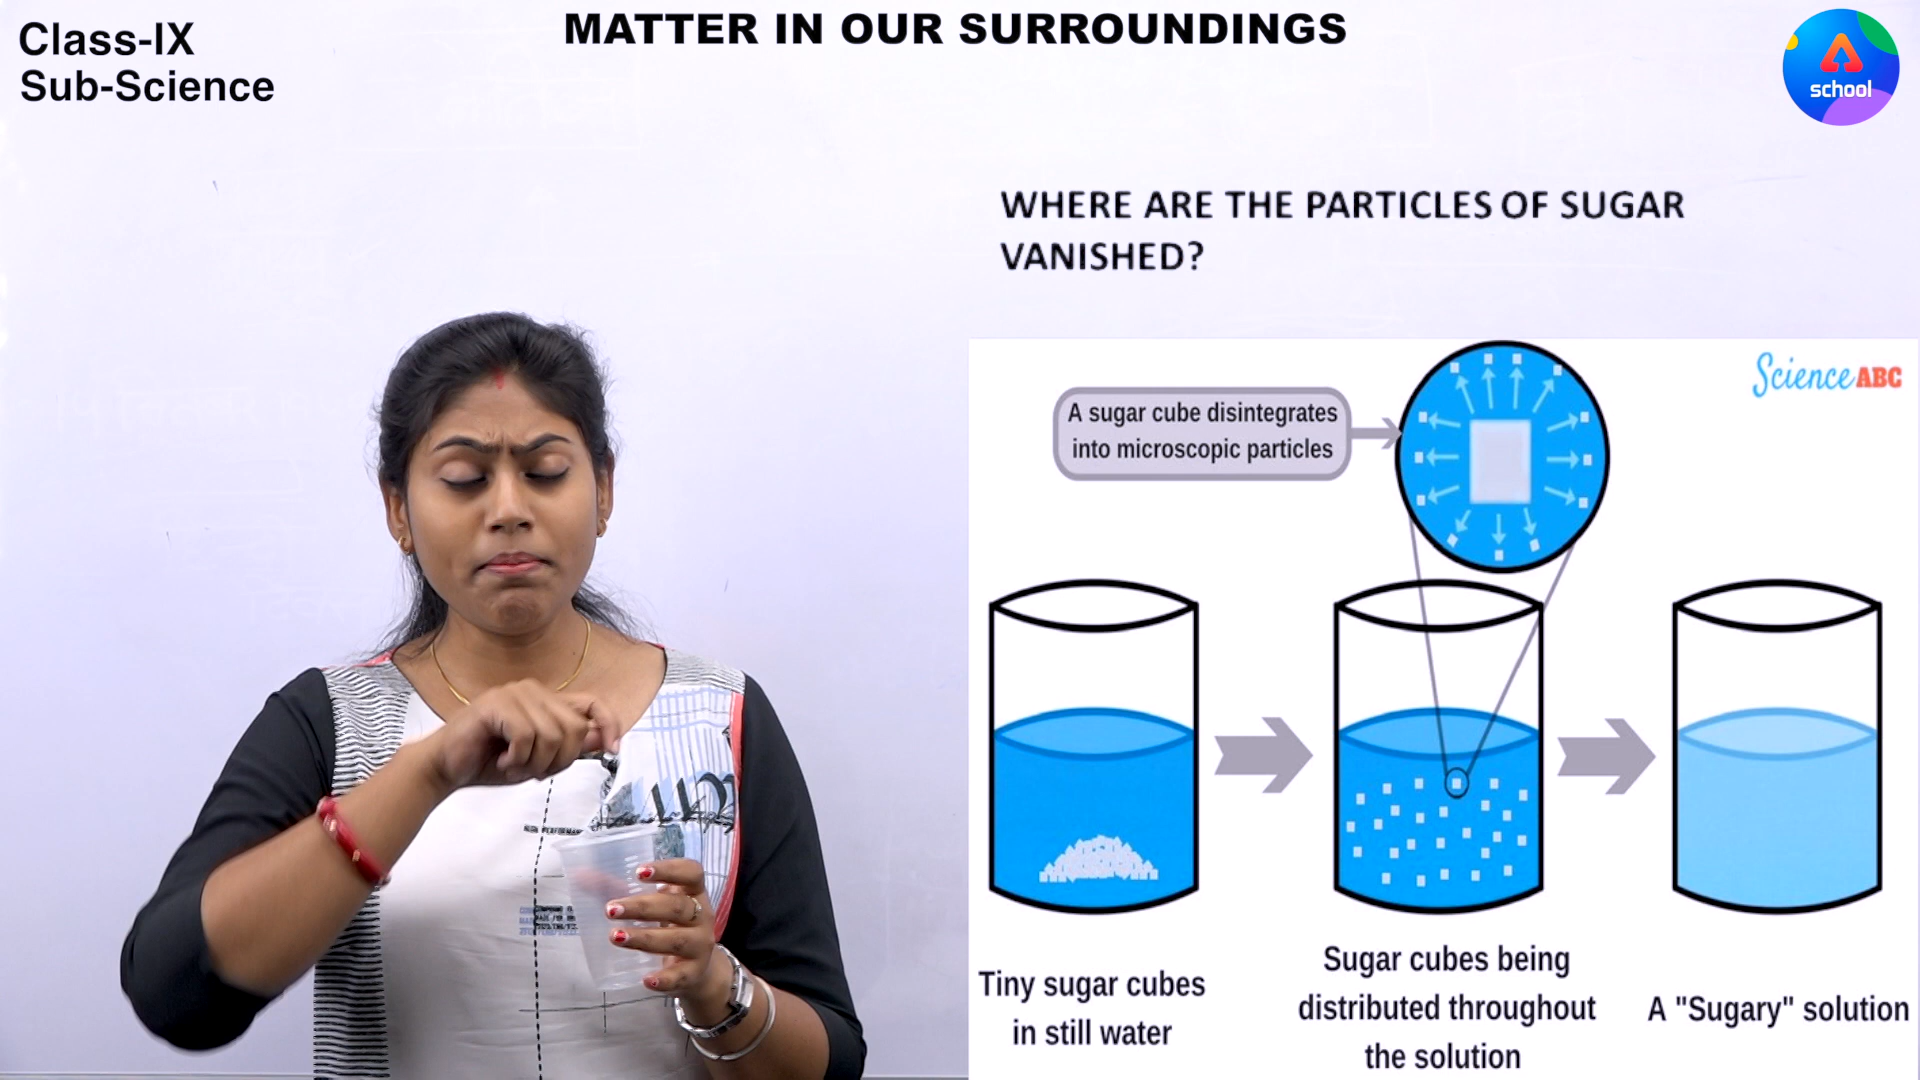 Class-IX
Sub-Science
MATTER IN OUR SURROUNDINGS
school
WHERE ARE THE PARTICLES OF SUGAR
VANISHED?
Science ABC
A sugar cube disintegrates
into microscopic particles
Tiny sugar cubes
in still water
Sugar cubes being
distributed throughout
the solution
A "Sugary" solution